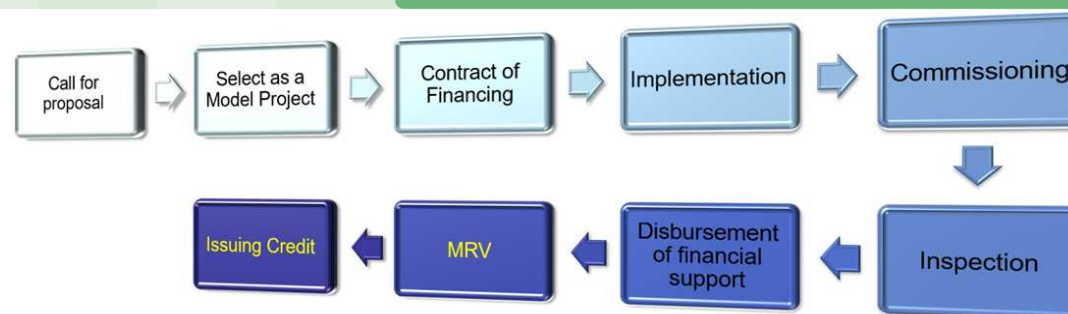 Call for
proposal
Select as a
Model Project
Contract of
Financing
Implementation
Commissioning
Inspection
Disbursement
of financial
support
MRV
Issuing Credit